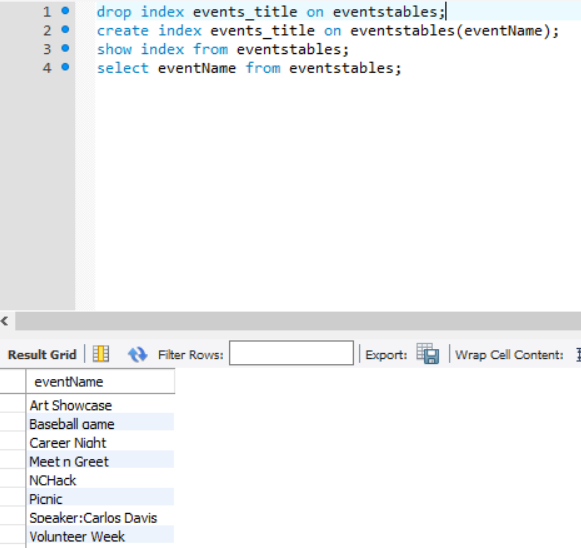 1 drop index events_title on eventstables;
2 create index events_title on eventstables(eventName);
3 show index from eventstables;
4 select eventName from eventstables;
Result Grid Filter Rows: Export: Wrap Cell Content:
eventName
Art Showcase
Baseball game
Career Night
Meet n Greet
NCHack
Picnic
Speaker:Carlos Davis
Volunteer Week